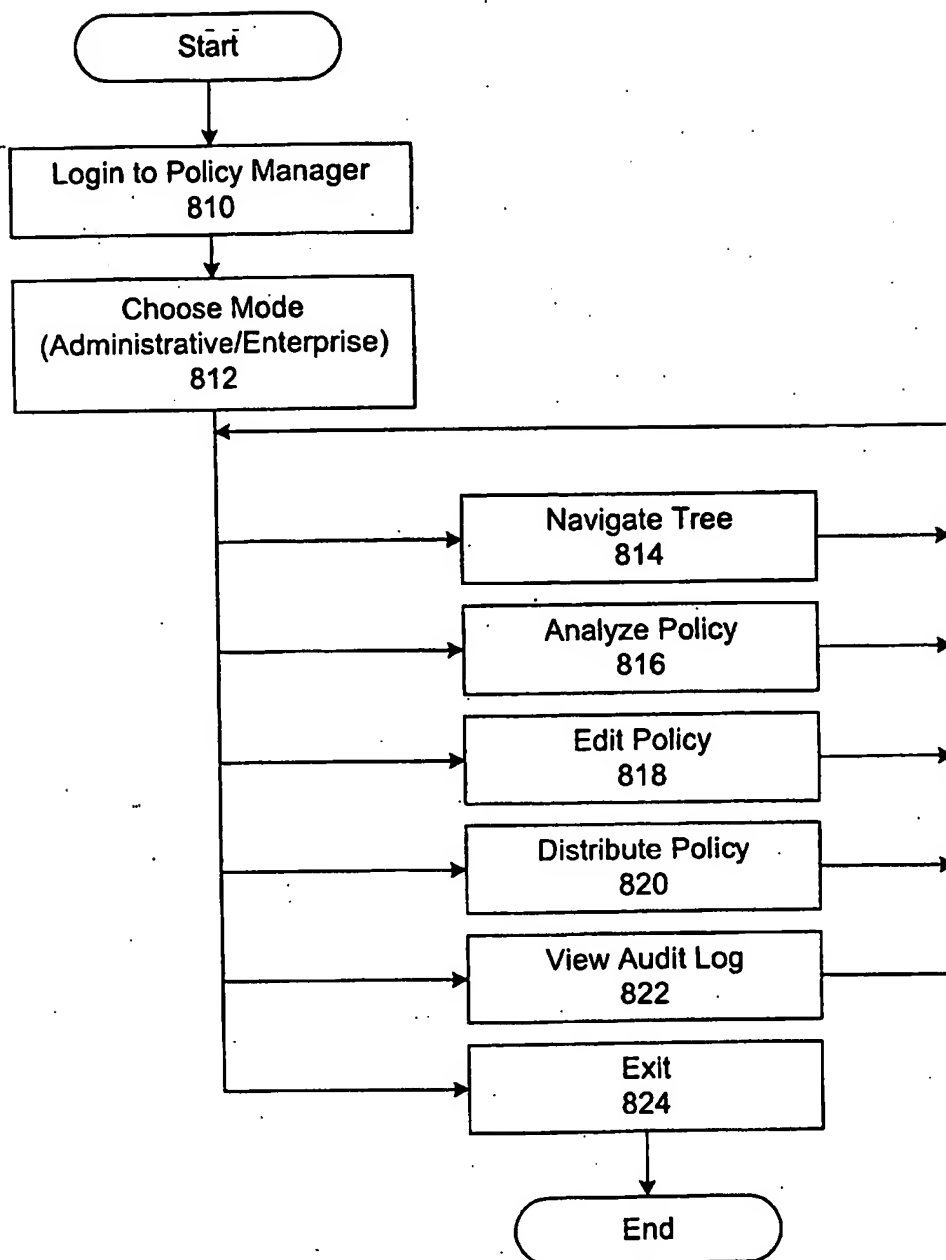 Start
Login to Policy Manager
810
Choose Mode
(Administrative/Enterprise)
812
Navigate Tree
814
Analyze Policy
816
Edit Policy
818
Distribute Policy
820
View Audit Log
822
Exit
824
End